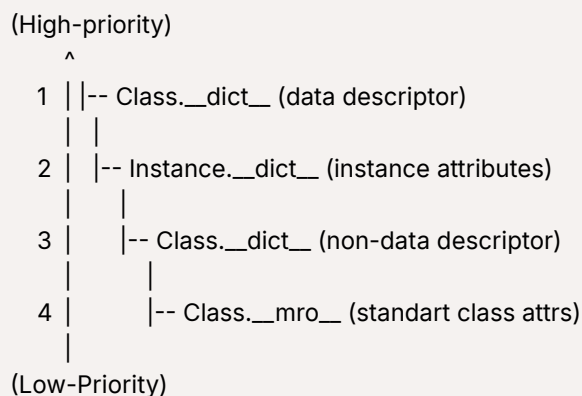 (High-priority)
^
1 | |-- Class.__dict__ (data descriptor)
| |
2 | |-- Instance.__dict__ (instance attributes)
| |
3 | |-- Class.__dict__ (non-data descriptor)
| |
4 | |-- Class.__mro__ (standart class attrs)
|
(Low-Priority)